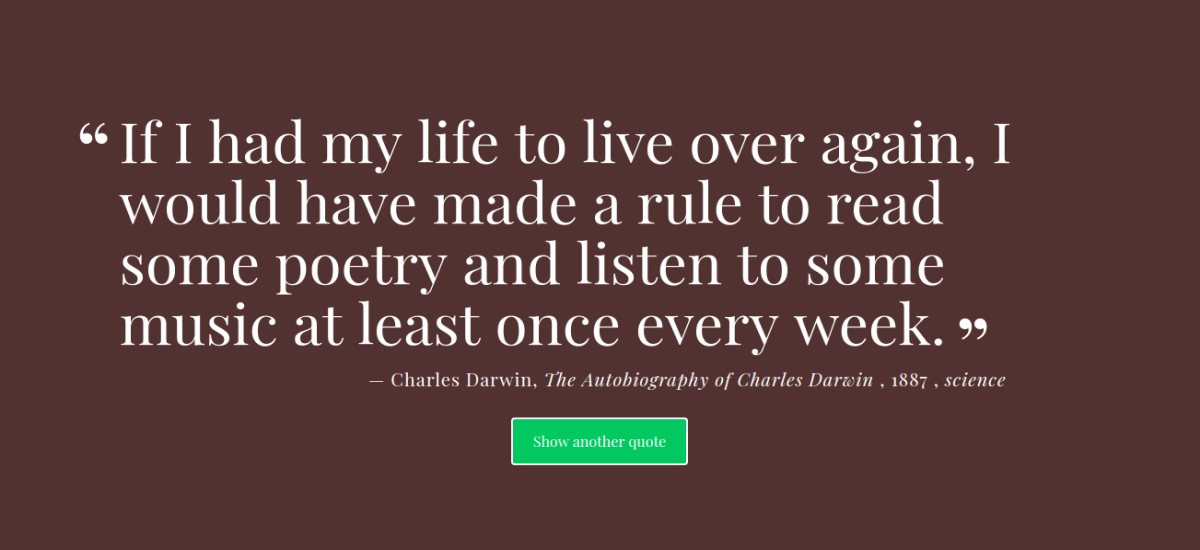 “ If I had my life to live over again, I
would have made a rule to read
some poetry and listen to some
music at least once every week. ”
— Charles Darwin, The Autobiography of Charles Darwin , 1887 , science
Show another quote